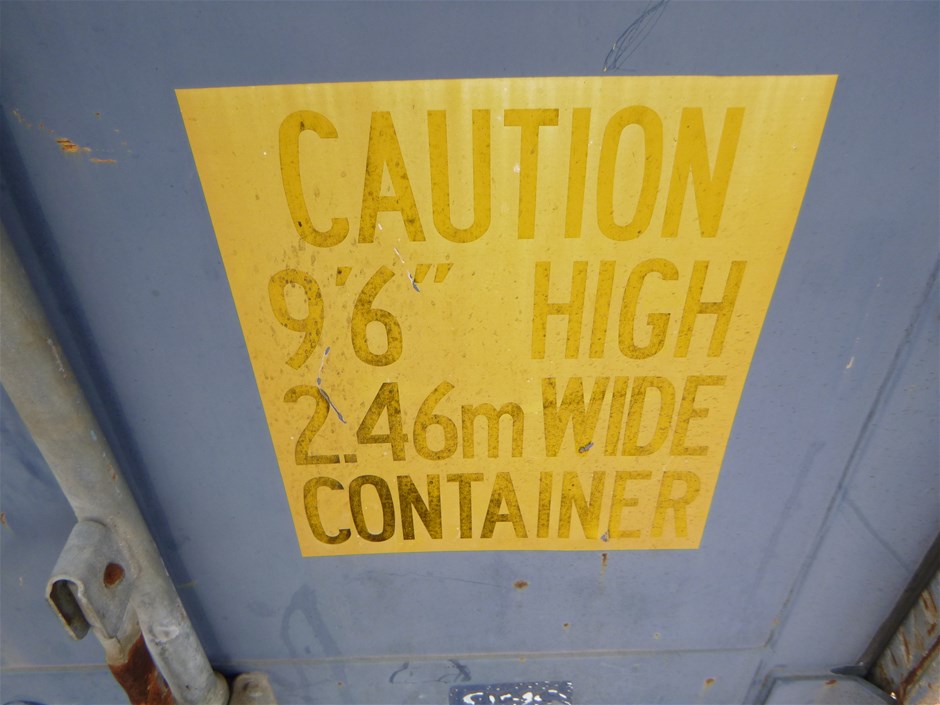 CAUTION
9'6" HIGH
2.46m WIDE
CONTAINER